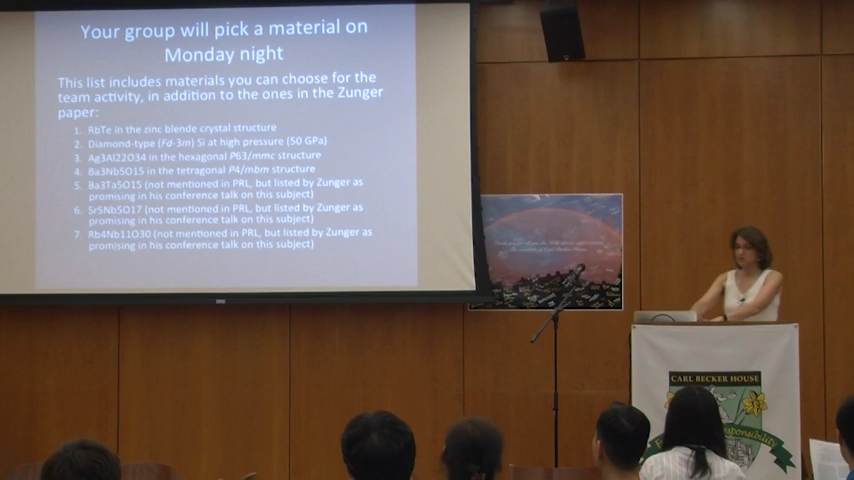 Your group will pick a material on
Monday night
This list includes materials you can choose for the
team activity, in addition to the ones in the Zunger
paper:
1. RbTe in the zinc blende crystal structure
2. Diamond-type (Fd-3m) Si at high pressure (50 GPa)
3. Ag3Al22O34 in the hexagonal P63/mmc structure
4. Ba3Nb5O15 in the tetragonal P4/mbm structure
5. Ba3Ta5O15 (not mentioned in PRL, but listed by Zunger as
promising in his conference talk on this subject)
6. Sr5Nb5O17 (not mentioned in PRL, but listed by Zunger as
promising in his conference talk on this subject)
7. Rb4Nb11O30 (not mentioned in PRL, but listed by Zunger as
promising in his conference talk on this subject)
CARL BECKER HOUSE